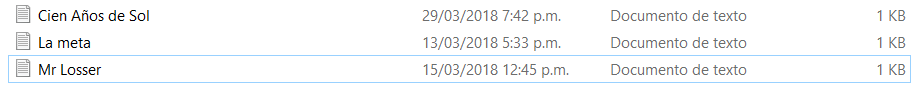 Cien Años de Sol 29/03/2018 7:42 p.m. Documento de texto 1 KB
La meta 13/03/2018 5:33 p.m. Documento de texto 1 KB
Mr Losser 15/03/2018 12:45 p.m. Documento de texto 1 KB